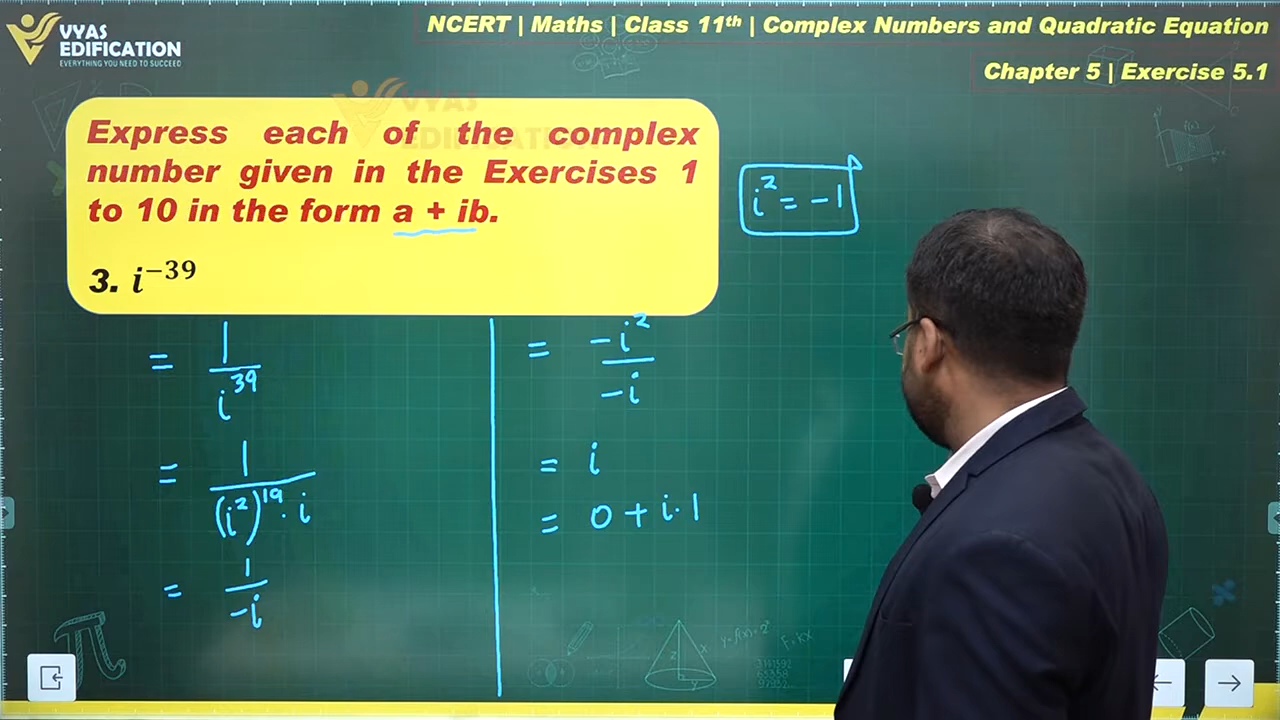 VYAS
EDIFICATION
EVERYTHING YOU NEED TO SUCCEED
NCERT | Maths | Class 11th | Complex Numbers and Quadratic Equation
Chapter 5 | Exercise 5.1
Express each of the complex
number given in the Exercises 1
to 10 in the form a + ib.
3. i⁻³⁹
i² = -1
= 1/i³⁹
= 1/(i²)¹⁹· i
= 1/-i
= -i²/-i
= i
= 0 + i·1